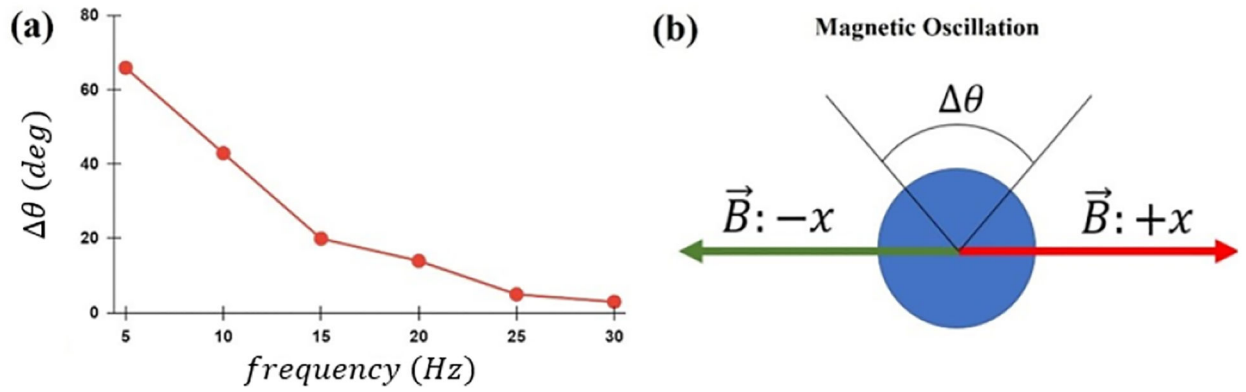 (a)
80
60
40
20
0
Δθ (deg)
5 10 15 20 25 30
frequency (Hz)
(b)
Magnetic Oscillation
Δθ
B⃗: −x
B⃗: +x